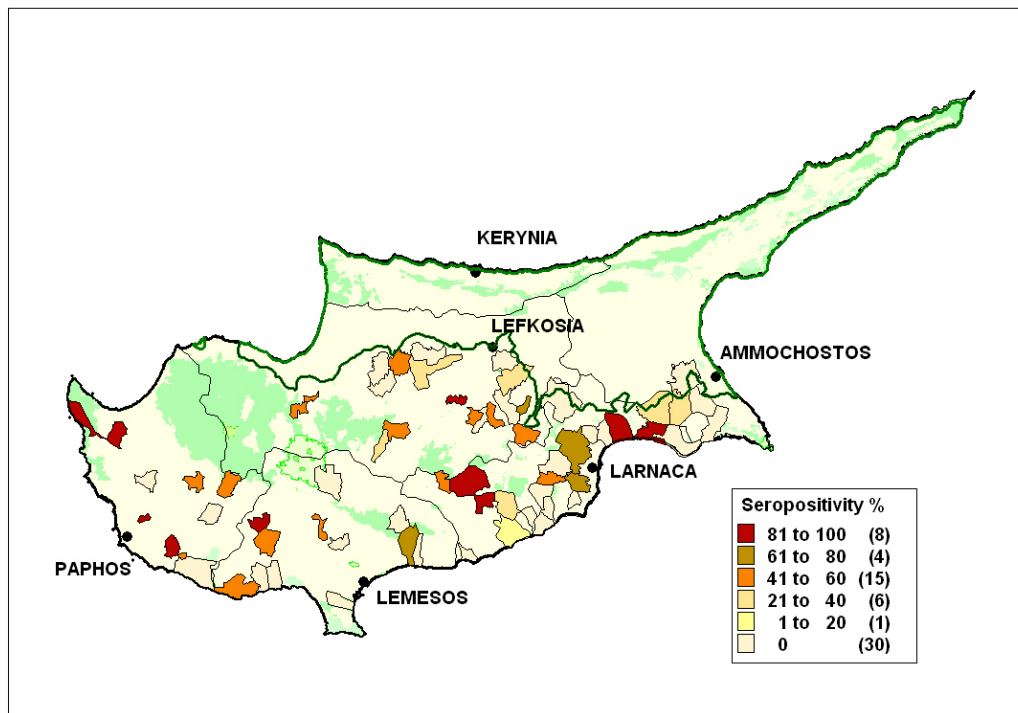 KERYNIA
LEFKOSIA
AMMOCHOSTOS
LARNACA
PAPHOS
LEMESOS
Seropositivity %
81 to 100 (8)
61 to 80 (4)
41 to 60 (15)
21 to 40 (6)
1 to 20 (1)
0 (30)